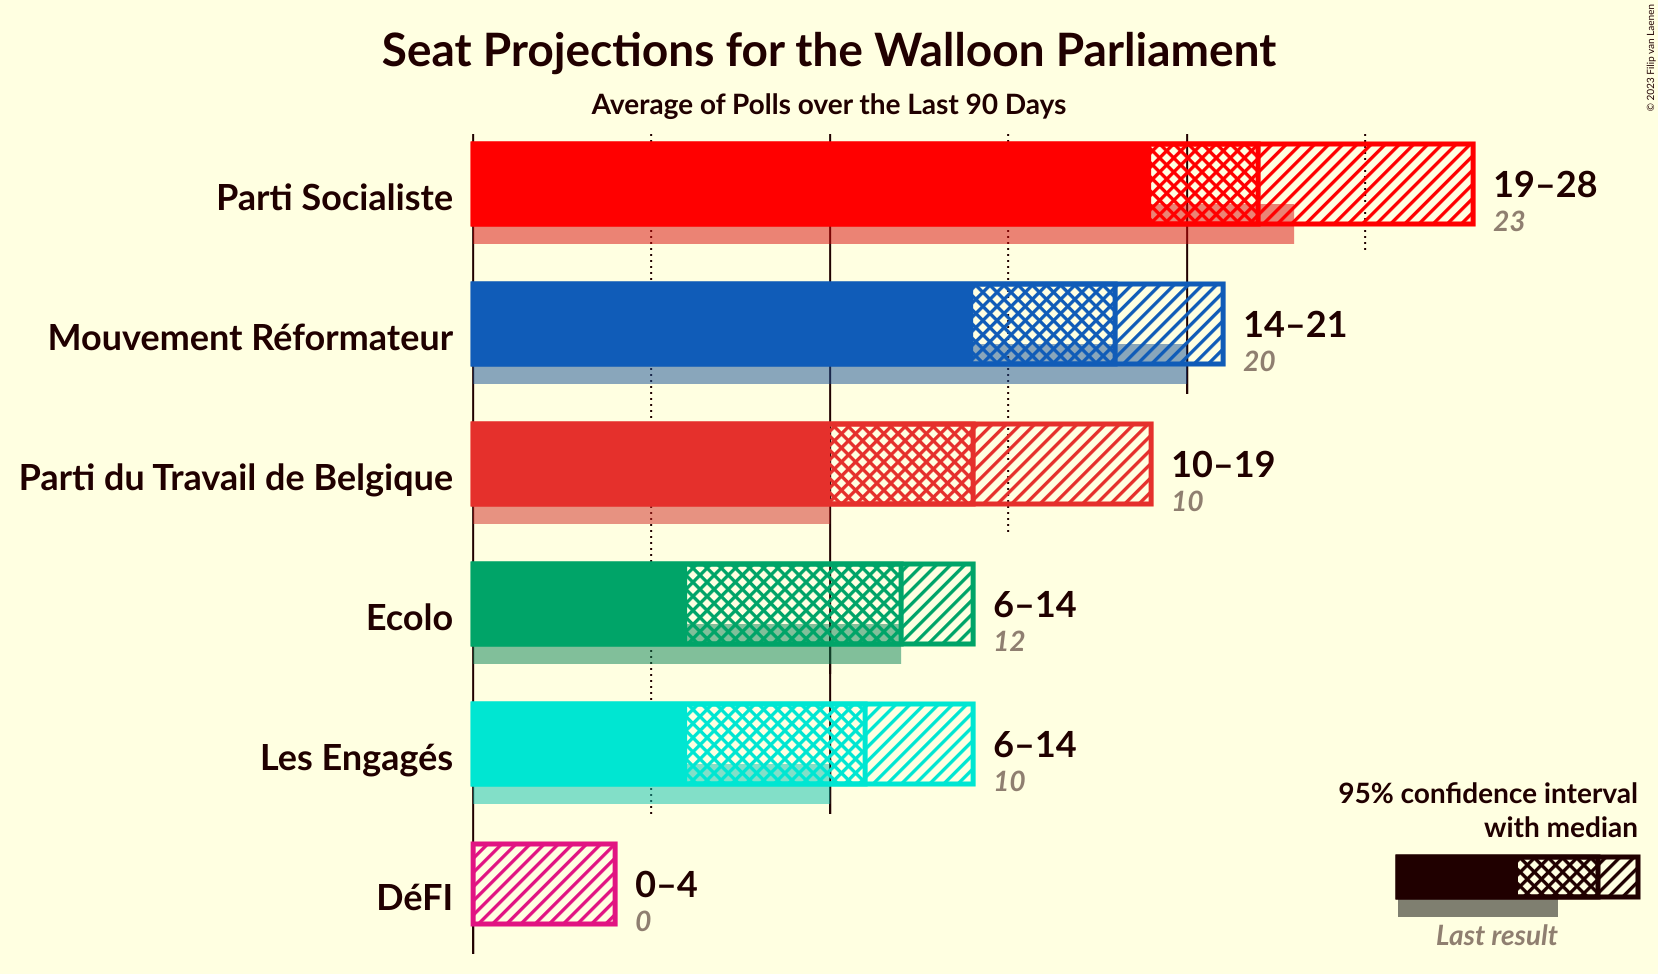 Seat Projections for the Walloon Parliament
Average of Polls over the Last 90 Days
© 2023 Filip van Laenen
Parti Socialiste
19–28
23
Mouvement Réformateur
14–21
20
Parti du Travail de Belgique
10–19
10
Ecolo
6–14
12
Les Engagés
6–14
10
DéFI
0–4
0
95% confidence interval
with median
Last result